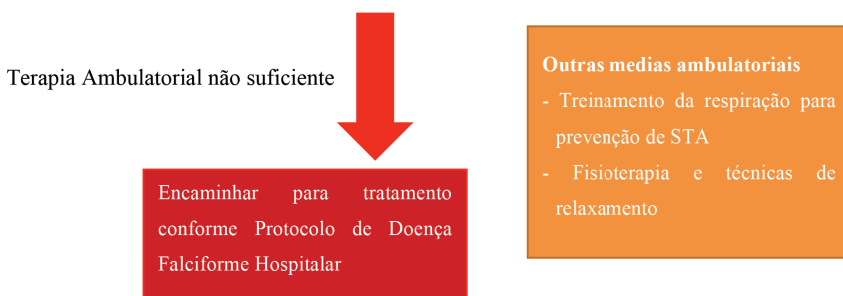 Terapia Ambulatorial não suficiente
Encaminhar para tratamento
conforme Protocolo de Doença
Falciforme Hospitalar
Outras medias ambulatoriais
- Treinamento da respiração para
prevenção de STA
- Fisioterapia e técnicas de
relaxamento